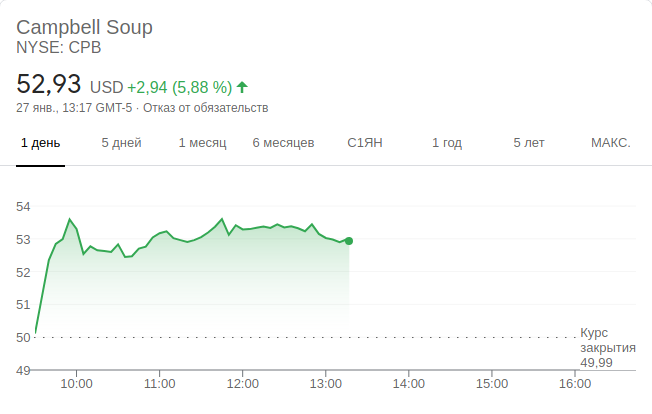 Campbell Soup
NYSE: CPB
52,93 USD +2,94 (5,88 %)
27 янв., 13:17 GMT-5 · Отказ от обязательств
1 день 5 дней 1 месяц 6 месяцев С1ЯН 1 год 5 лет МАКС.
54
53
52
51
50
Курс
закрытия
49,99
49
10:00 11:00 12:00 13:00 14:00 15:00 16:00